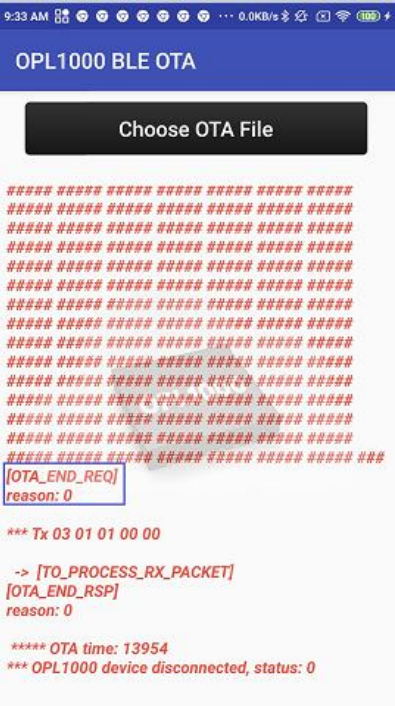 9:33 AM ··· 0.0KB/s 100
OPL1000 BLE OTA
Choose OTA File
##### ##### ##### ##### ##### ##### #####
##### ##### ##### ##### ##### ##### #####
##### ##### ##### ##### ##### ##### #####
##### ##### ##### ##### ##### ##### #####
##### ##### ##### ##### ##### ##### #####
##### ##### ##### ##### ##### ##### #####
##### ##### ##### ##### ##### ##### #####
##### ##### ##### ##### ##### ##### #####
##### ##### ##### ##### ##### ##### #####
##### ##### ##### ##### ##### ##### #####
##### ##### ##### ##### ##### ##### #####
##### ##### ##### ##### ##### ##### #####
##### ##### ##### ##### ##### ##### #####
##### ##### ##### ##### ##### ##### #####
##### ##### ##### ##### ##### ##### ##### ###
[OTA_END_REQ]
reason: 0
*** Tx 03 01 01 00 00
-> [TO_PROCESS_RX_PACKET]
[OTA_END_RSP]
reason: 0
***** OTA time: 13954
*** OPL1000 device disconnected, status: 0